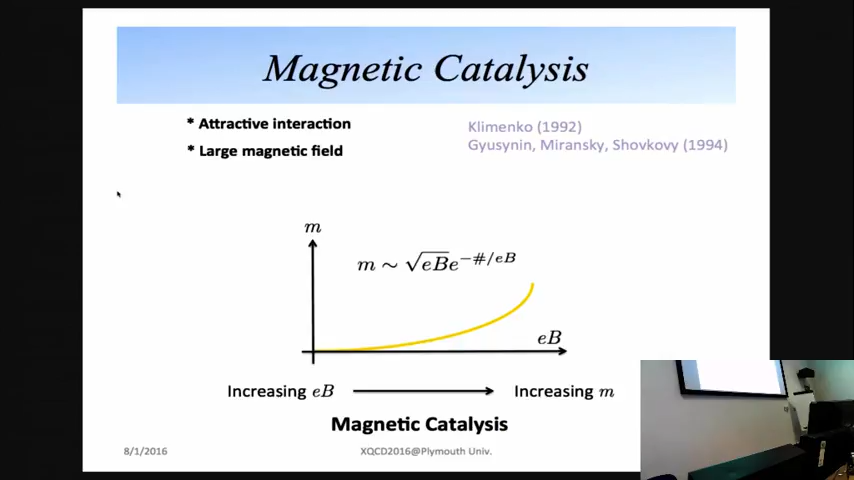 Magnetic Catalysis
* Attractive interaction
* Large magnetic field
Klimenko (1992)
Gyusynin, Miransky, Shovkovy (1994)
m
m ∼ √eBe^{-#/eB}
eB
Increasing eB
Increasing m
Magnetic Catalysis
8/1/2016
XQCD2016@Plymouth Univ.